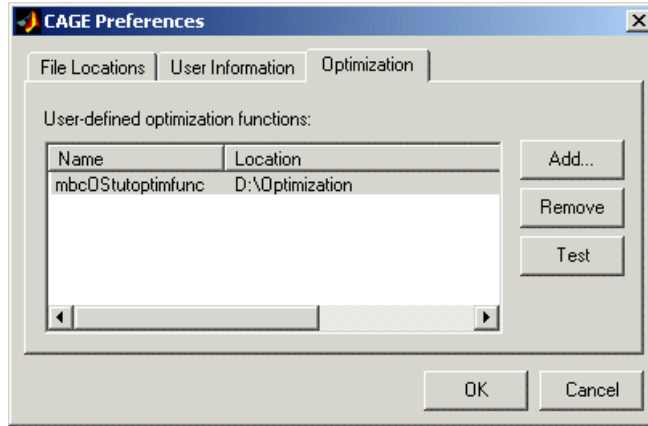 CAGE Preferences
File Locations User Information Optimization
User-defined optimization functions:
Name Location Add...
mbcOStutoptimfunc D:\Optimization
Remove
Test
OK Cancel